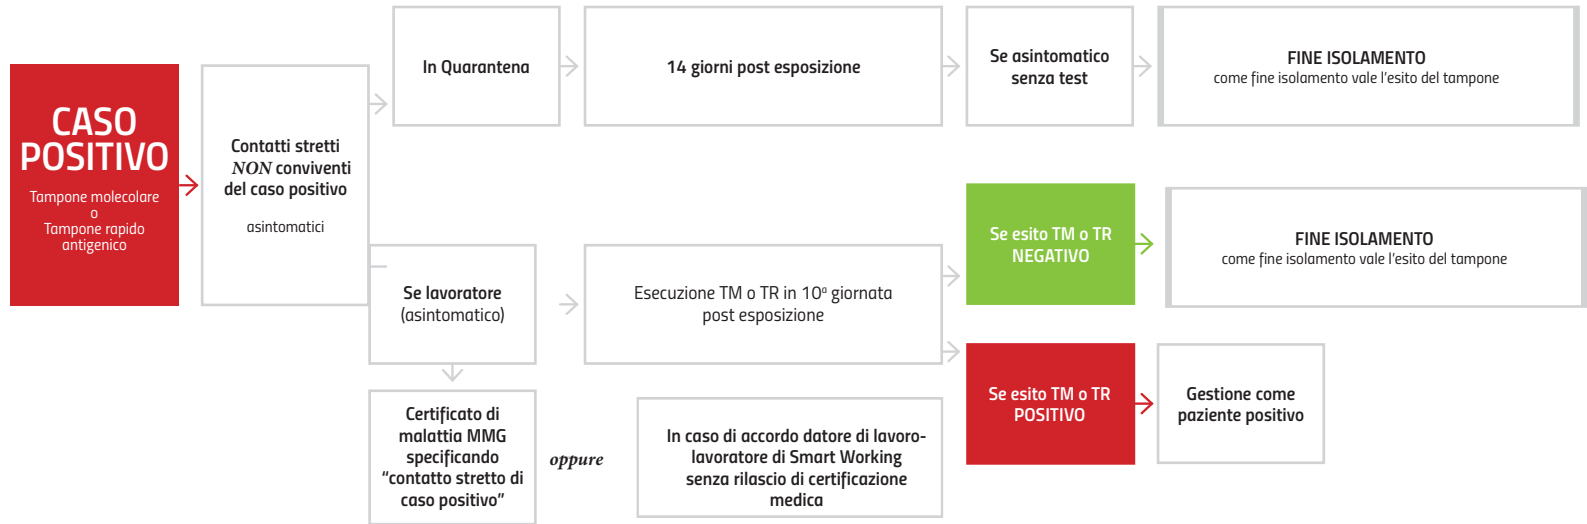 CASO
POSITIVO
Tampone molecolare
o
Tampone rapido
antigenico
Contatti stretti
NON conviventi
del caso positivo
asintomatici
In Quarantena
14 giorni post esposizione
Se asintomatico
senza test
FINE ISOLAMENTO
come fine isolamento vale l'esito del tampone
Se lavoratore
(asintomatico)
Esecuzione TM o TR in 10ª giornata
post esposizione
Se esito TM o TR
NEGATIVO
FINE ISOLAMENTO
come fine isolamento vale l'esito del tampone
Se esito TM o TR
POSITIVO
Gestione come
paziente positivo
Certificato di
malattia MMG
specificando
“contatto stretto di
caso positivo”
oppure
In caso di accordo datore di lavoro-
lavoratore di Smart Working
senza rilascio di certificazione
medica